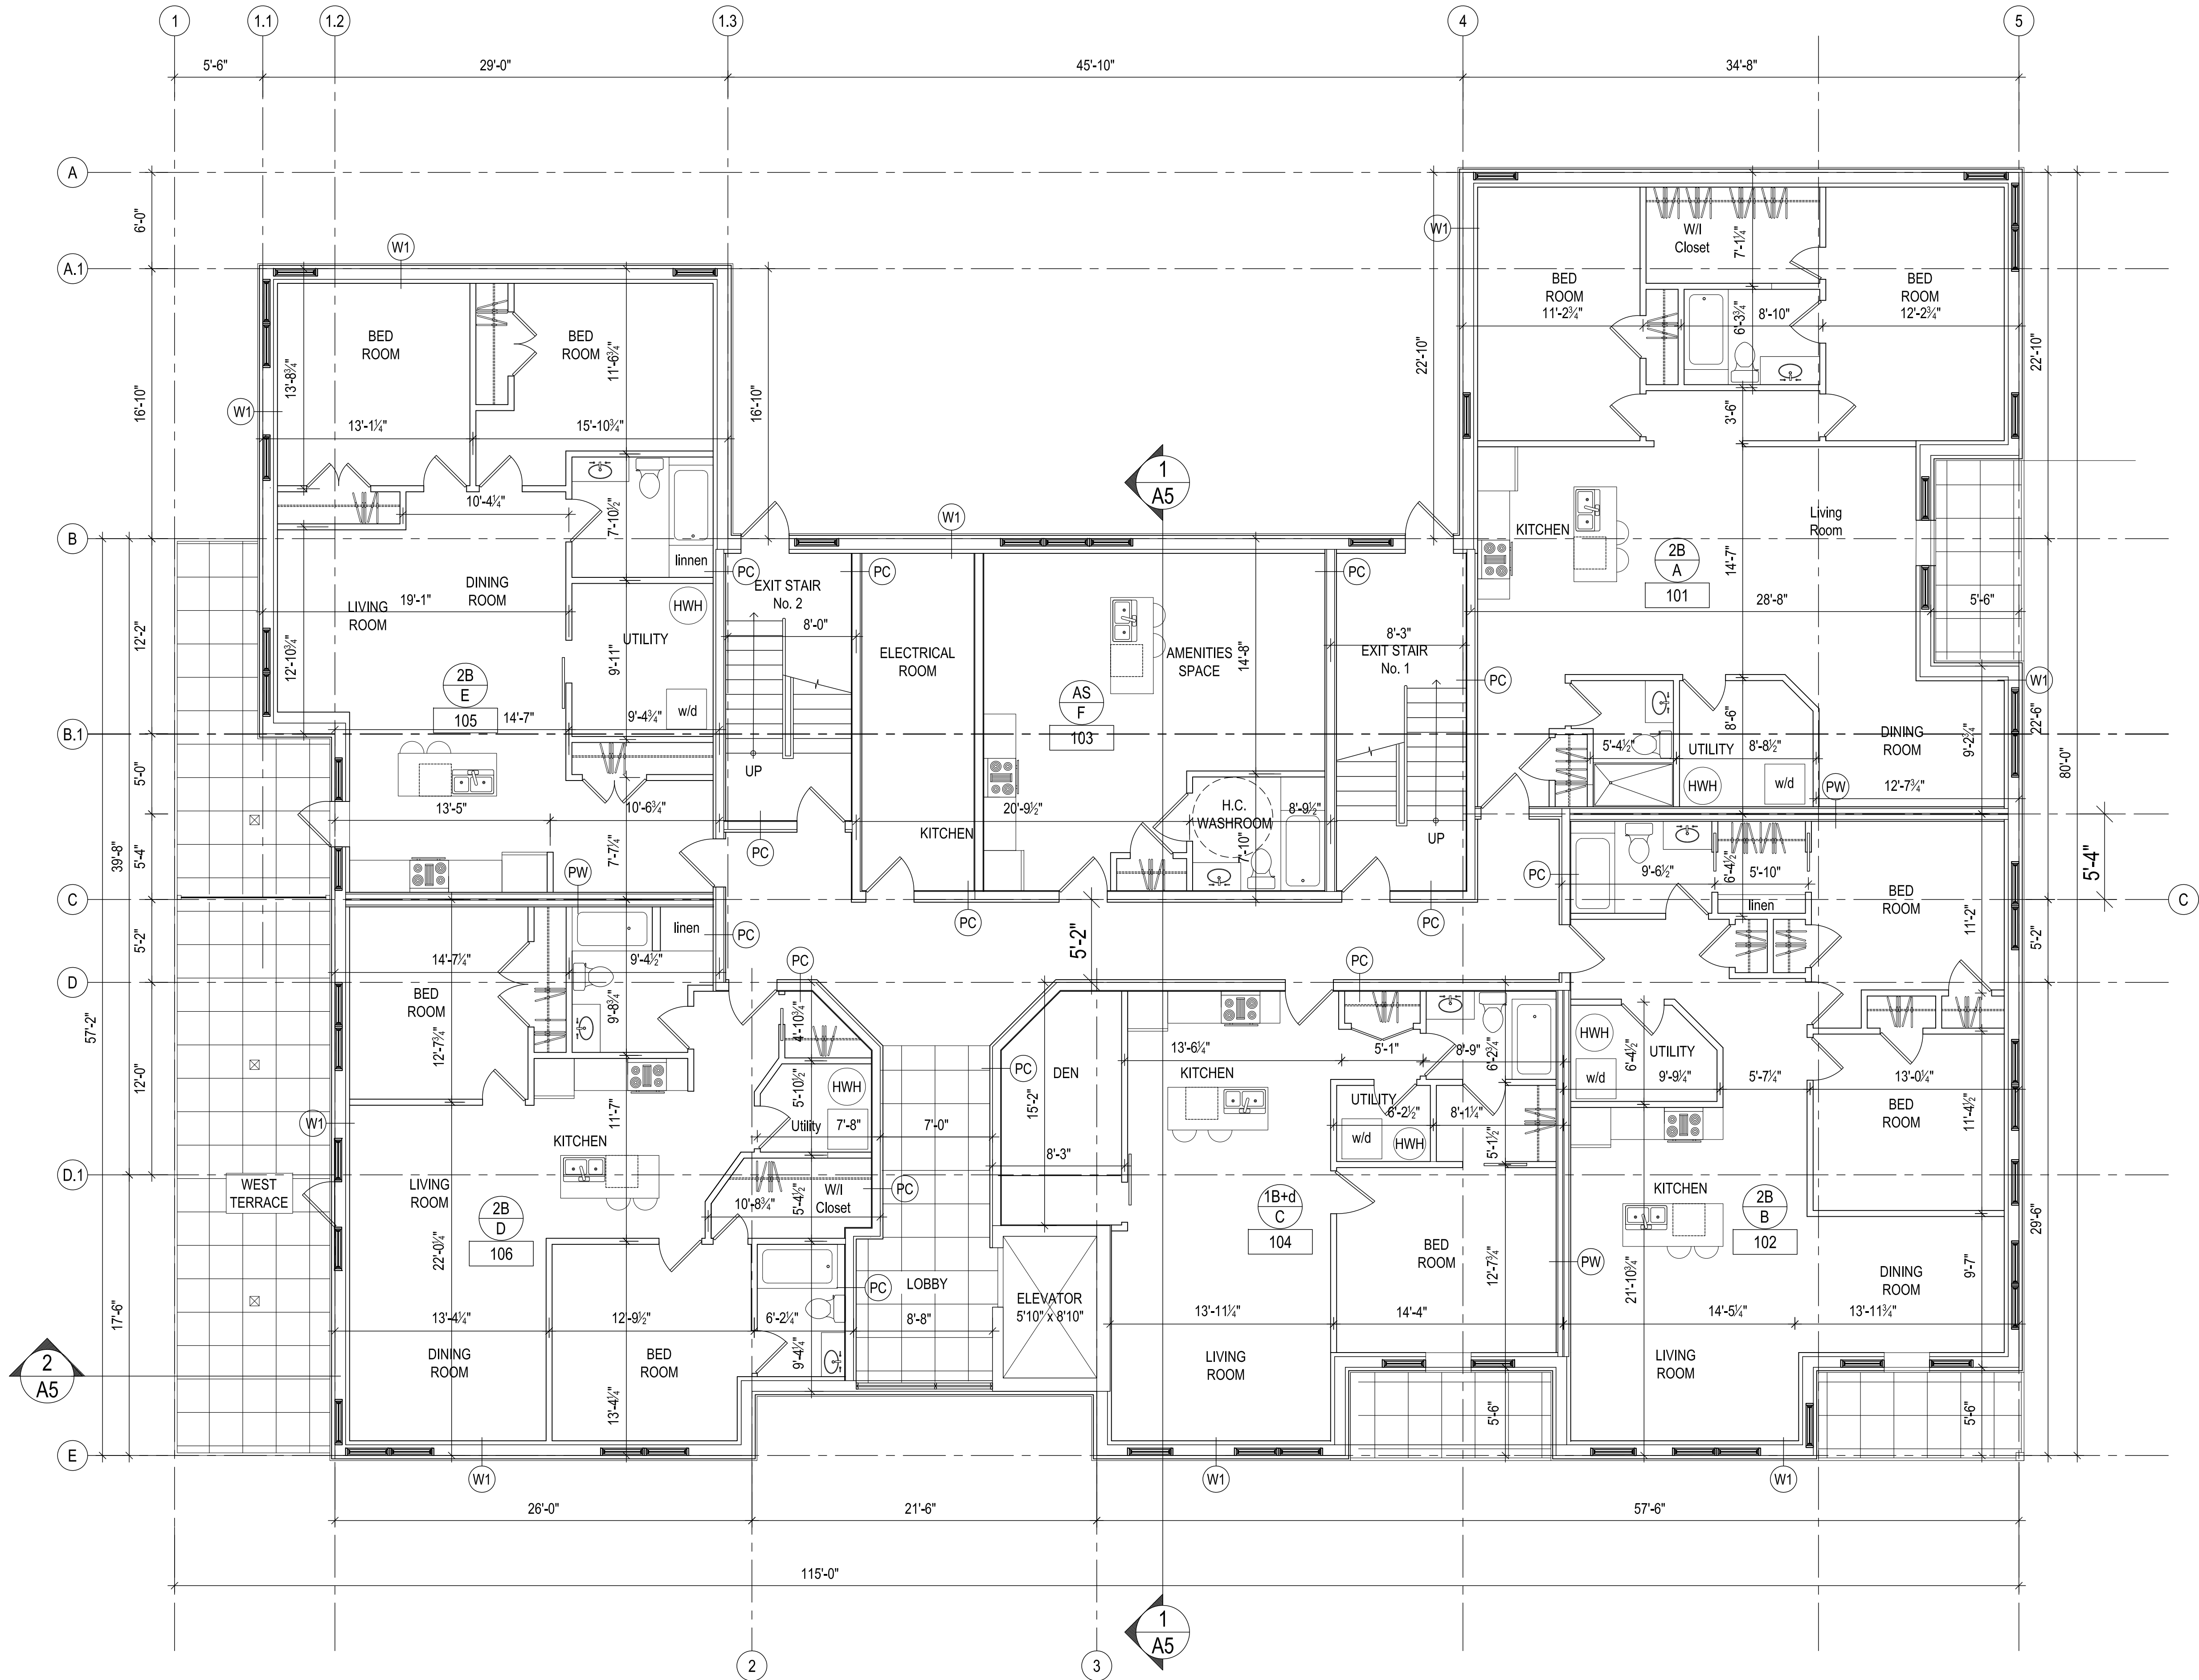 1
1.1
1.2
1.3
4
5
5'-6"
29'-0"
45'-10"
34'-8"
A
6'-0"
W1
W1
W/I
Closet
7'-1¼"
A.1
BED
ROOM
11'-2¾"
BED
ROOM
12'-2¾"
6'-3¾"
8'-10"
BED
ROOM
BED
ROOM
11'-6¾"
13'-8¾"
22'-10"
22'-10"
16'-10"
16'-10"
W1
13'-1¼"
15'-10¾"
3'-6"
1
A5
10'-4¼"
7'-10½"
W1
KITCHEN
Living
Room
B
linnen
PC
PC
PC
2B
A
101
14'-7"
EXIT STAIR
No. 2
DINING
ROOM
19'-1"
LIVING
ROOM
HWH
28'-8"
5'-6"
12'-2"
UTILITY
8'-0"
ELECTRICAL
ROOM
AMENITIES
SPACE
14'-8"
8'-3"
EXIT STAIR
No. 1
12'-10¾"
9'-11"
2B
E
105
14'-7"
9'-4¾"
w/d
AS
F
103
PC
W1
8'-6"
22'-6"
B.1
DINING
ROOM
9'-2¾"
5'-4½"
UTILITY
8'-8½"
UP
5'-0"
HWH
w/d
12'-7¾"
PW
80'-0"
13'-5"
10'-6¾"
20'-9½"
H.C.
WASHROOM
8'-9½"
7'-10"
KITCHEN
UP
39'-8"
5'-4"
7'-7¼"
PC
PW
PC
9'-6½"
6'-4½"
5'-10"
5'-4"
C
linen
BED
ROOM
C
linen
PC
PC
PC
11'-2"
5'-2"
5'-2"
5'-2"
14'-7¼"
9'-4½"
PC
PC
D
BED
ROOM
9'-8¾"
4'-10¾"
57'-2"
12'-7¾"
12'-0"
13'-6¼"
5'-1"
8'-9"
6'-2¾"
HWH
UTILITY
6'-4½"
PC
DEN
KITCHEN
w/d
9'-9¼"
5'-7¼"
13'-0¼"
5'-10½"
HWH
15'-2"
UTILITY
6'-2½"
8'-1¼"
BED
ROOM
11'-4½"
W1
11'-7"
KITCHEN
Utility
7'-8"
7'-0"
w/d
HWH
5'-1½"
8'-3"
D.1
WEST
TERRACE
LIVING
ROOM
W/I
Closet
PC
10'-8¾"
5'-4½"
1B+d
C
104
KITCHEN
2B
B
102
2B
D
106
22'-0¼"
29'-6"
BED
ROOM
12'-7¾"
PW
9'-7"
LOBBY
PC
ELEVATOR
5'10" x 8'10"
21'-10¾"
DINING
ROOM
17'-6"
13'-4¼"
12'-9½"
6'-2¼"
8'-8"
13'-11¼"
14'-4"
14'-5¼"
13'-11¾"
2
A5
DINING
ROOM
BED
ROOM
9'-4¼"
LIVING
ROOM
LIVING
ROOM
13'-4¼"
5'-6"
5'-6"
E
W1
W1
W1
26'-0"
21'-6"
57'-6"
115'-0"
1
A5
2
3